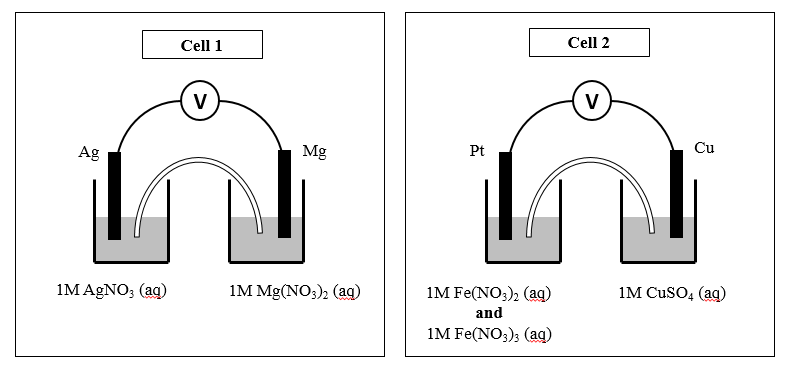 Cell 1
V
Ag
Mg
1M AgNO₃ (aq)
1M Mg(NO₃)₂ (aq)
Cell 2
V
Pt
Cu
1M Fe(NO₃)₂ (aq)
and
1M Fe(NO₃)₃ (aq)
1M CuSO₄ (aq)